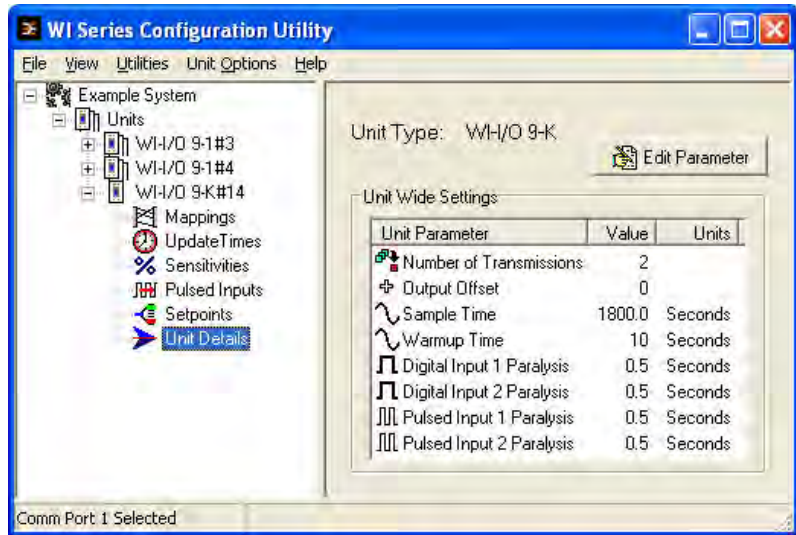 WI Series Configuration Utility
File View Utilities Unit Options Help
Example System
Units
WI-I/O 9-1#3
WI-I/O 9-1#4
WI-I/O 9-K#14
Mappings
UpdateTimes
Sensitivities
Pulsed Inputs
Setpoints
Unit Details
Unit Type: WI-I/O 9-K
Edit Parameter
Unit Wide Settings
Unit Parameter Value Units
Number of Transmissions 2
Output Offset 0
Sample Time 1800.0 Seconds
Warmup Time 10 Seconds
Digital Input 1 Paralysis 0.5 Seconds
Digital Input 2 Paralysis 0.5 Seconds
Pulsed Input 1 Paralysis 0.5 Seconds
Pulsed Input 2 Paralysis 0.5 Seconds
Comm Port 1 Selected